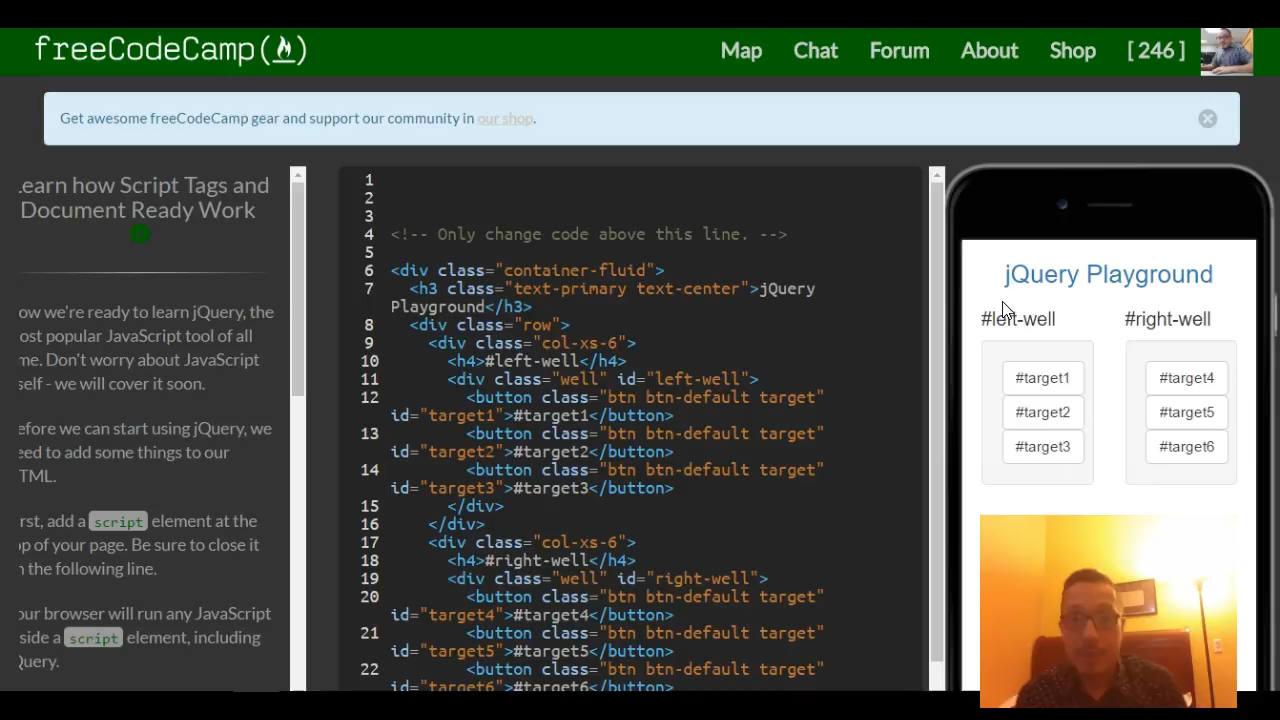 freeCodeCamp(🔥)
Map Chat Forum About Shop [ 246 ]
Get awesome freeCodeCamp gear and support our community in our shop.
Learn how Script Tags and
Document Ready Work
ow we're ready to learn jQuery, the
ost popular JavaScript tool of all
me. Don't worry about JavaScript
self - we will cover it soon.
efore we can start using jQuery, we
eed to add some things to our
TML.
rst, add a script element at the
op of your page. Be sure to close it
n the following line.
our browser will run any JavaScript
side a script element, including
Query.
1
2
3
4 <!-- Only change code above this line. -->
5
6 <div class="container-fluid">
7 <h3 class="text-primary text-center">jQuery
Playground</h3>
8 <div class="row">
9 <div class="col-xs-6">
10 <h4>#left-well</h4>
11 <div class="well" id="left-well">
12 <button class="btn btn-default target"
id="target1">#target1</button>
13 <button class="btn btn-default target"
id="target2">#target2</button>
14 <button class="btn btn-default target"
id="target3">#target3</button>
15 </div>
16 </div>
17 <div class="col-xs-6">
18 <h4>#right-well</h4>
19 <div class="well" id="right-well">
20 <button class="btn btn-default target"
id="target4">#target4</button>
21 <button class="btn btn-default target"
id="target5">#target5</button>
22 <button class="btn btn-default target"
id="target6">#target6</button>
jQuery Playground
#left-well
#target1
#target2
#target3
#right-well
#target4
#target5
#target6